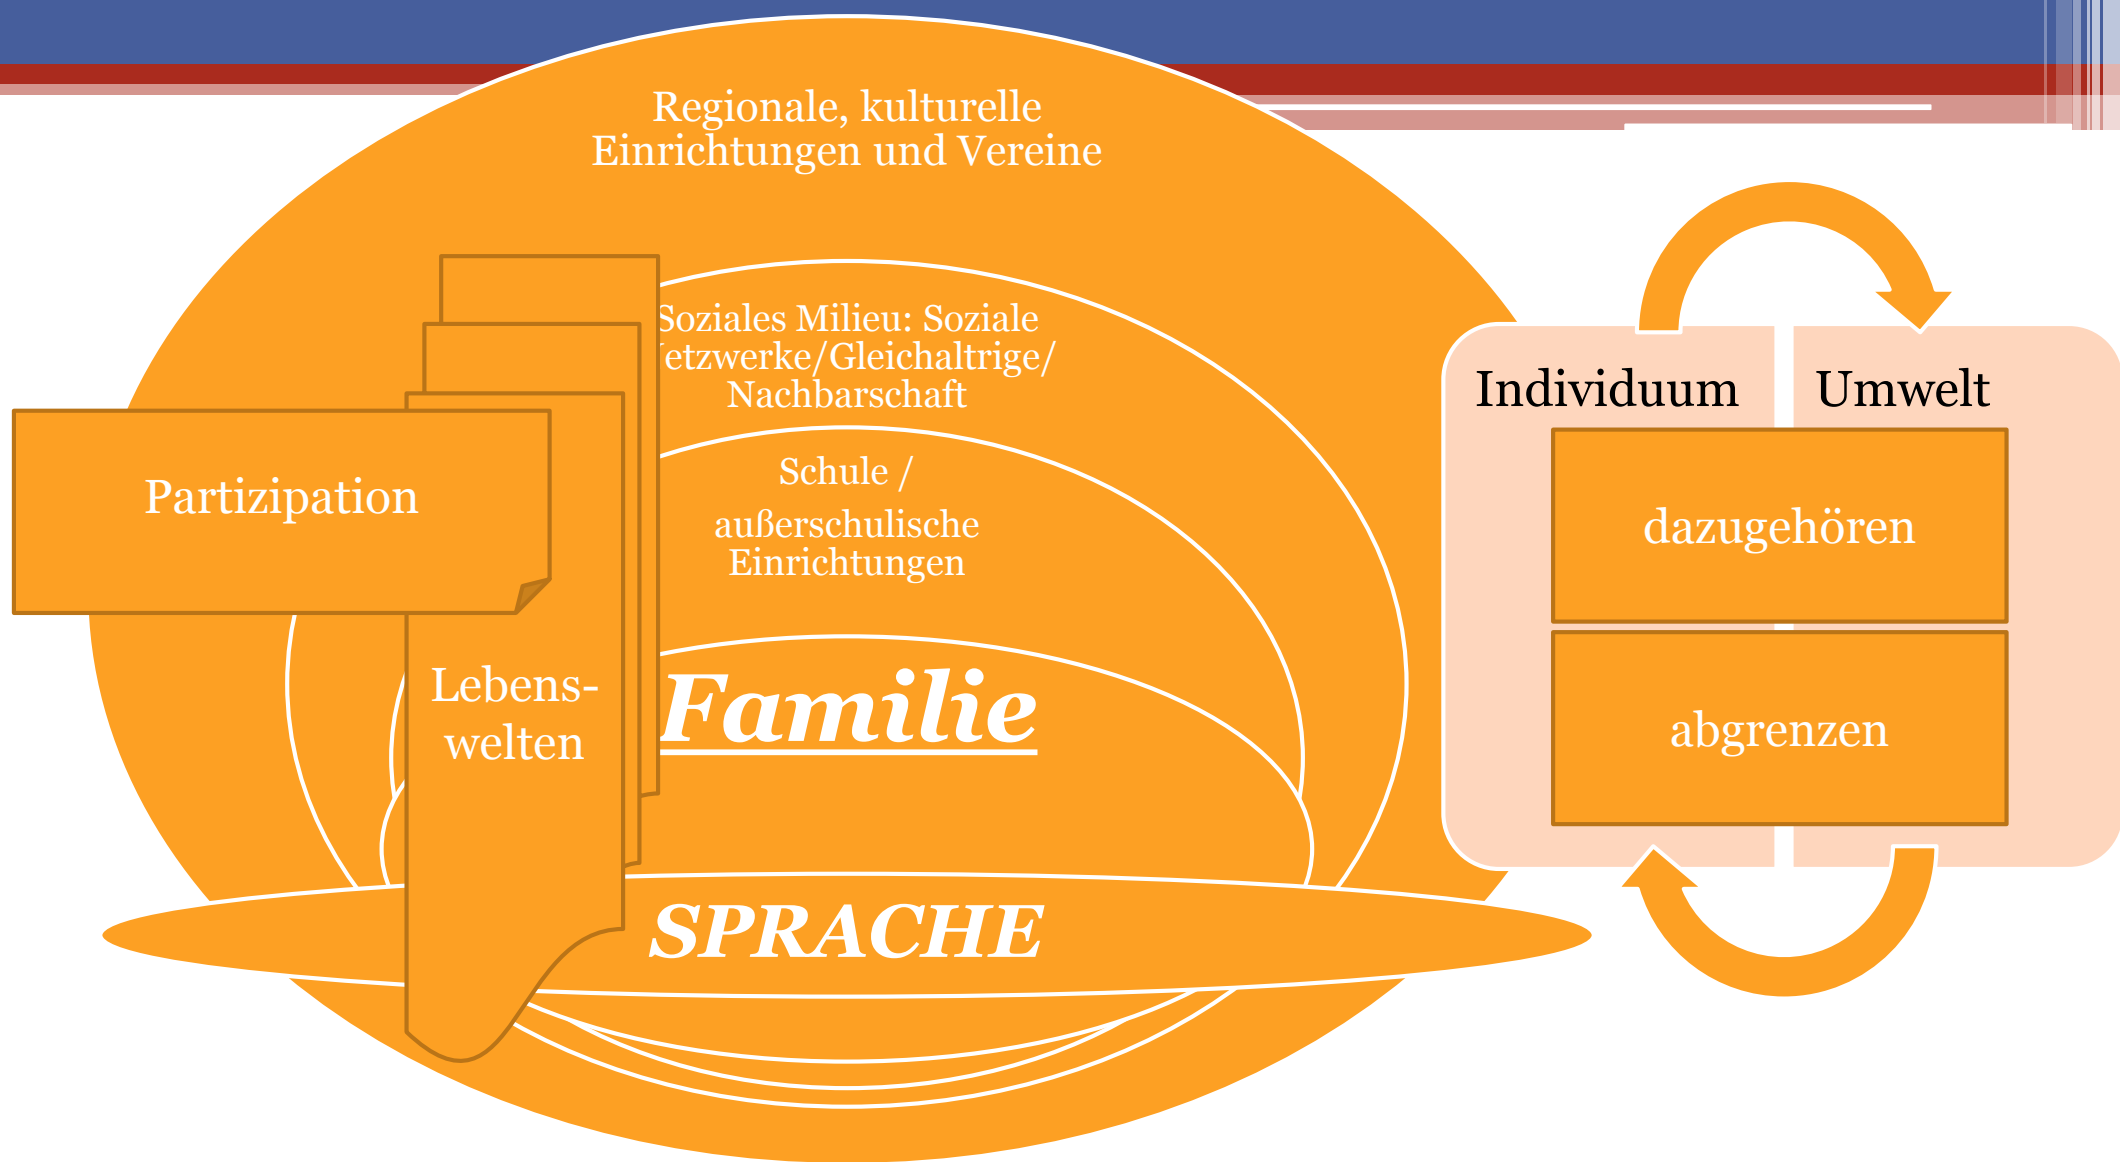 Regionale, kulturelle
Einrichtungen und Vereine
Soziales Milieu: Soziale
etzwerke/Gleichaltrige/
Nachbarschaft
Schule /
außerschulische
Einrichtungen
Familie
SPRACHE
Partizipation
Lebens-
welten
Individuum
Umwelt
dazugehören
abgrenzen